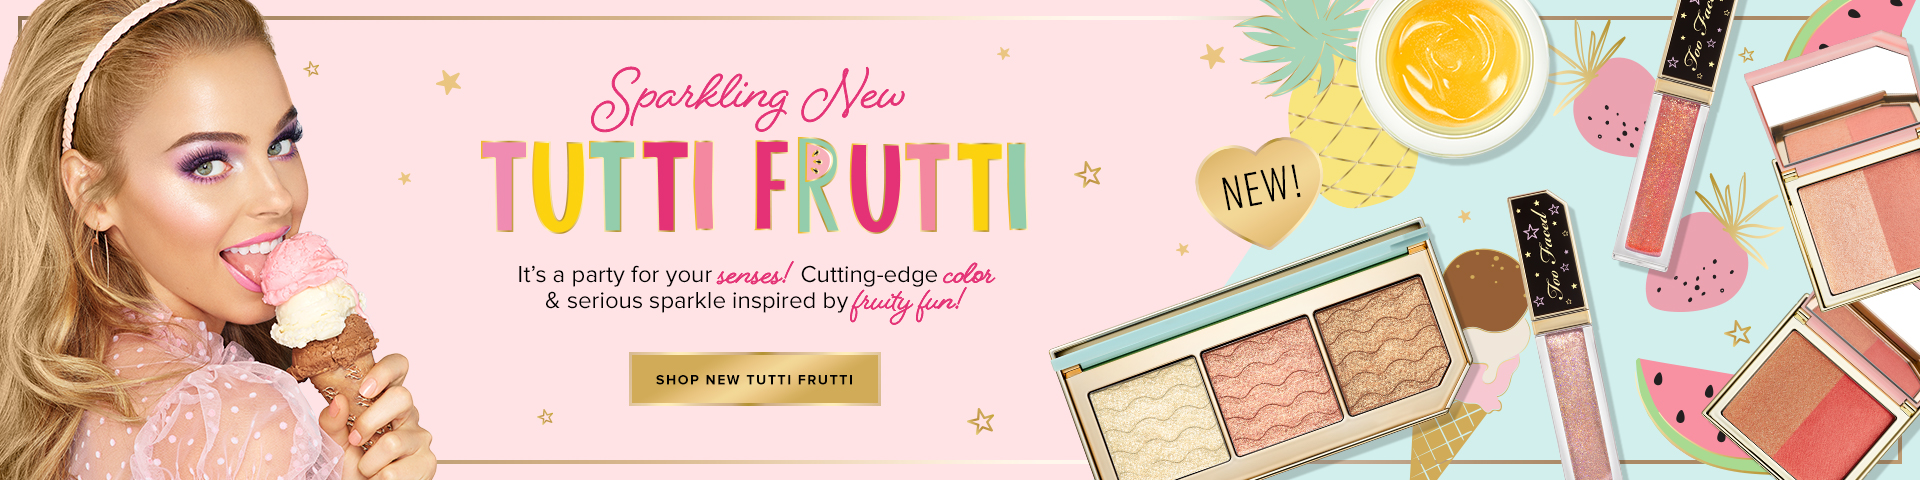 Sparkling New
TUTTI FRUTTI
It's a party for your senses! Cutting-edge color
& serious sparkle inspired by fruity fun!
SHOP NEW TUTTI FRUTTI
NEW!
Too Faced
Too Faced